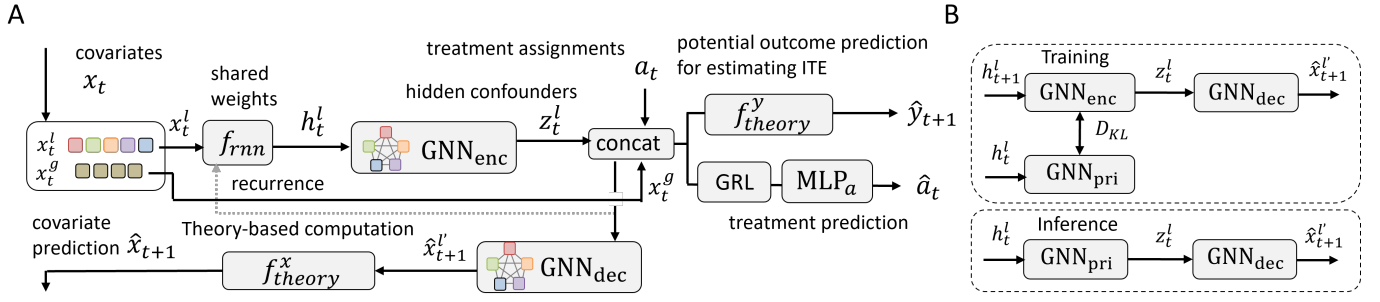 A
covariates
x_t
x_t^l
x_t^g
x_t^l
shared
weights
f_rnn
h_t^l
hidden confounders
GNN_enc
z_t^l
treatment assignments
a_t
concat
x_t^g
potential outcome prediction
for estimating ITE
f_theory^y
ŷ_{t+1}
GRL
MLP_a
â_t
treatment prediction
recurrence
covariate
prediction x̂_{t+1}
Theory-based computation
f_theory^x
x̂_{t+1}^{l'}
GNN_dec
B
Training
h_{t+1}^l
GNN_enc
z_t^l
GNN_dec
x̂_{t+1}^{l'}
D_KL
h_t^l
GNN_pri
Inference
h_t^l
GNN_pri
z_t^l
GNN_dec
x̂_{t+1}^{l'}